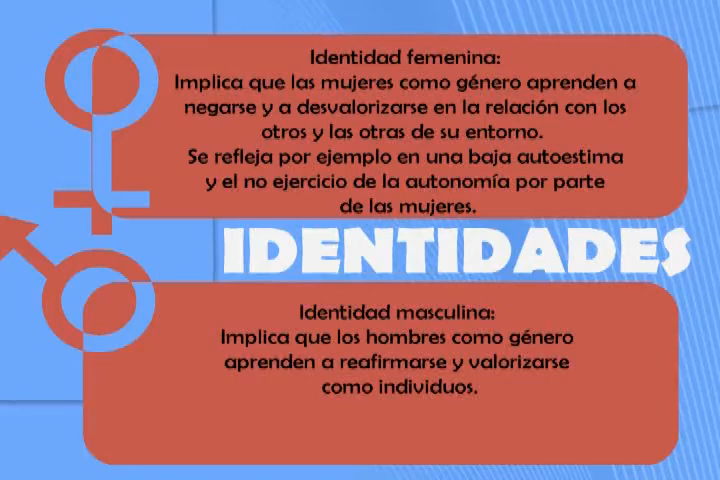 Identidad femenina:
Implica que las mujeres como género aprenden a
negarse y a desvalorizarse en la relación con los
otros y las otras de su entorno.
Se refleja por ejemplo en una baja autoestima
y el no ejercicio de la autonomía por parte
de las mujeres.
IDENTIDADES
Identidad masculina:
Implica que los hombres como género
aprenden a reafirmarse y valorizarse
como individuos.